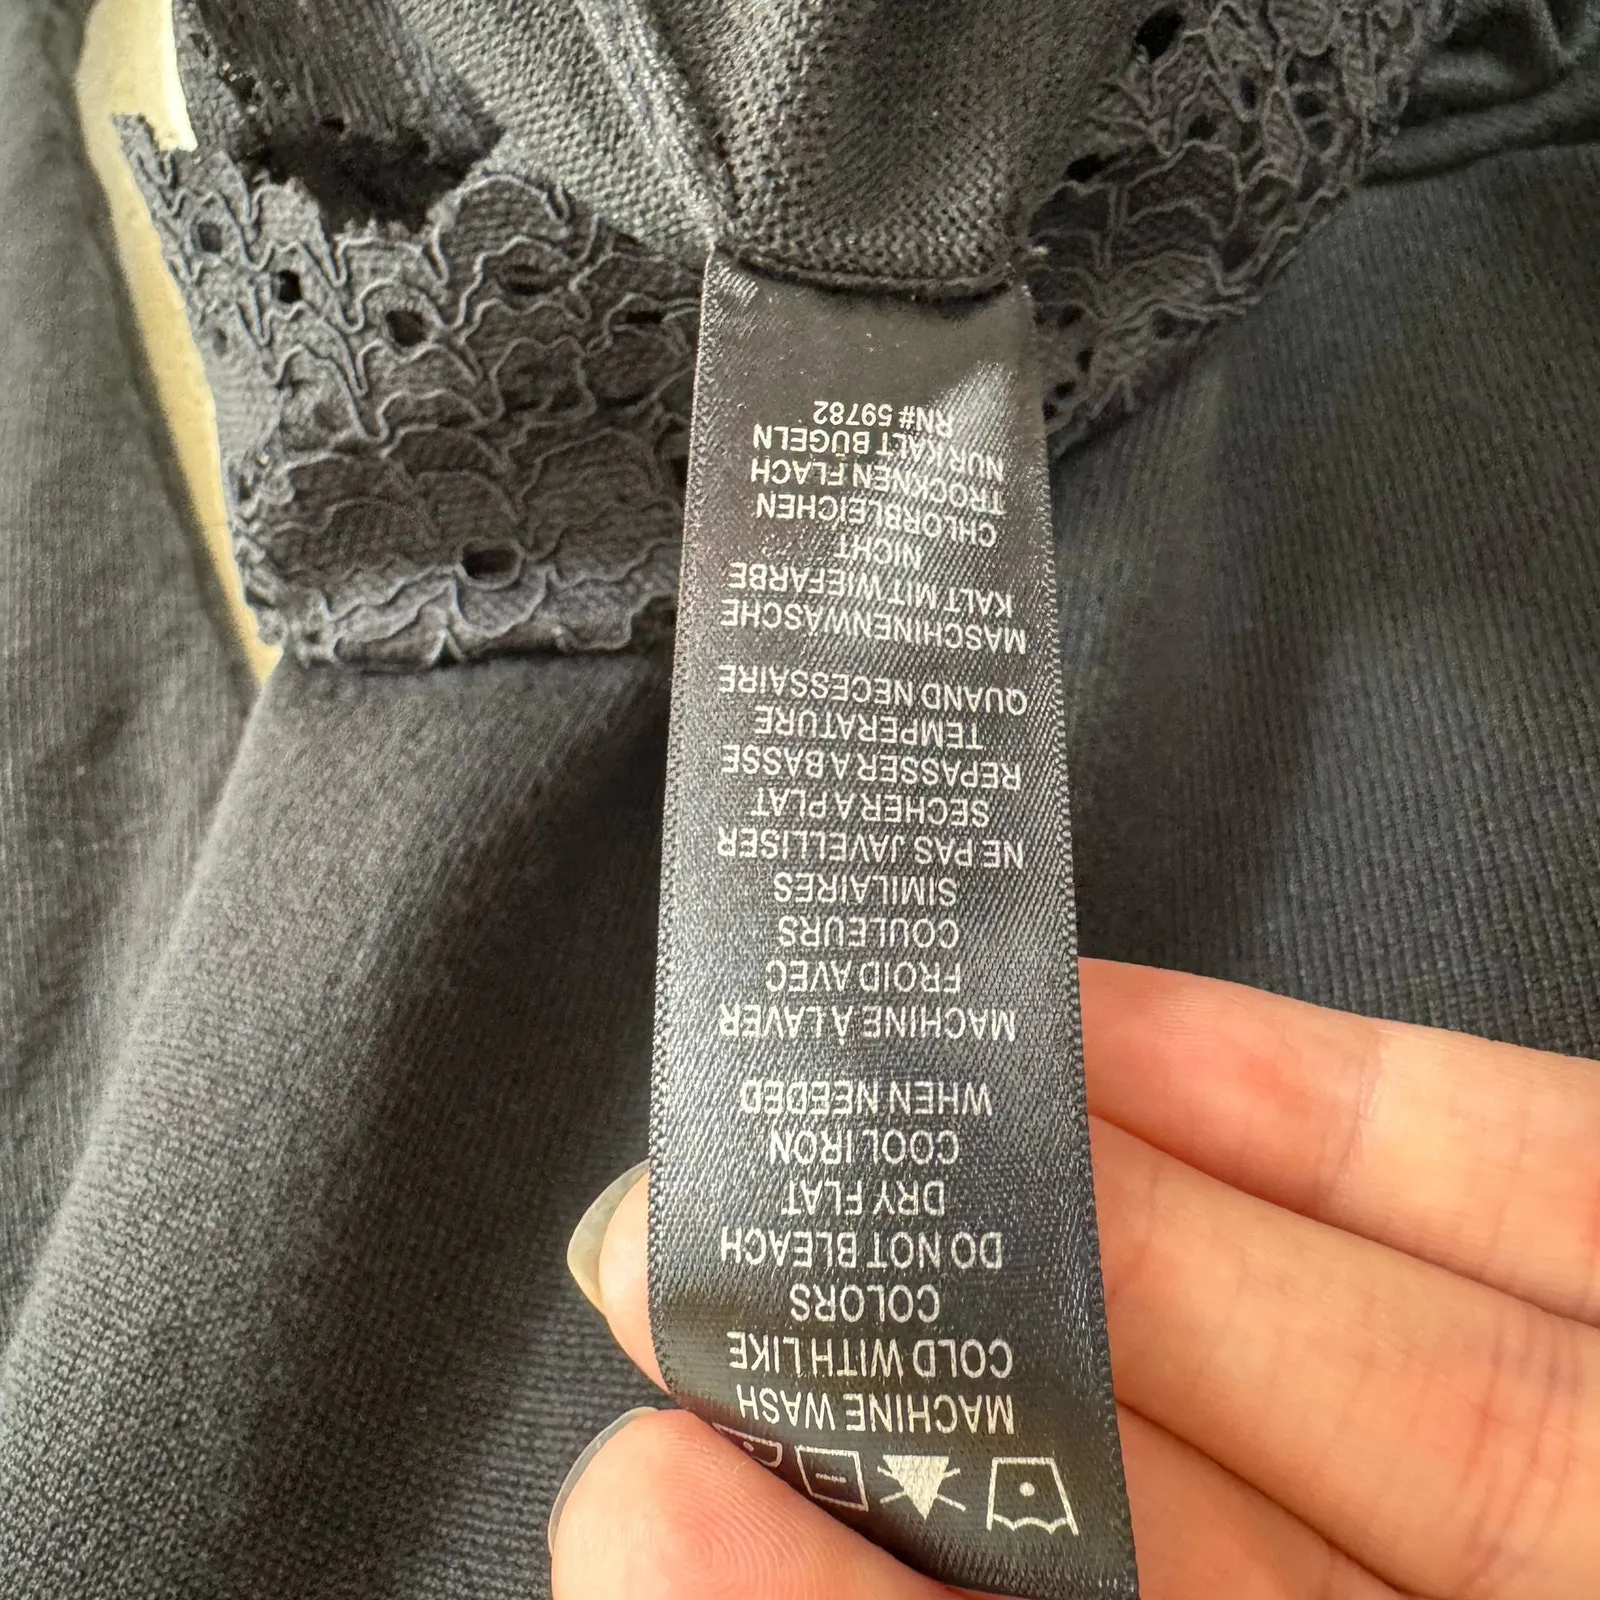 MACHINE WASH
COLD WITH LIKE
COLORS
DO NOT BLEACH
DRY FLAT
COOL IRON
WHEN NEEDED
MACHINE À LAVER
FROID AVEC
COULEURS
SIMILAIRES
NE PAS JAVELLISER
SECHER A PLAT
REPASSER A BASSE
TEMPERATURE
QUAND NECESSAIRE
MASCHINENWASCHE
KALT MIT WIEFARBE
NICHT
CHLORBLEICHEN
TROCKNEN FLACH
NUR KALT BÜGELN
RN# 59782